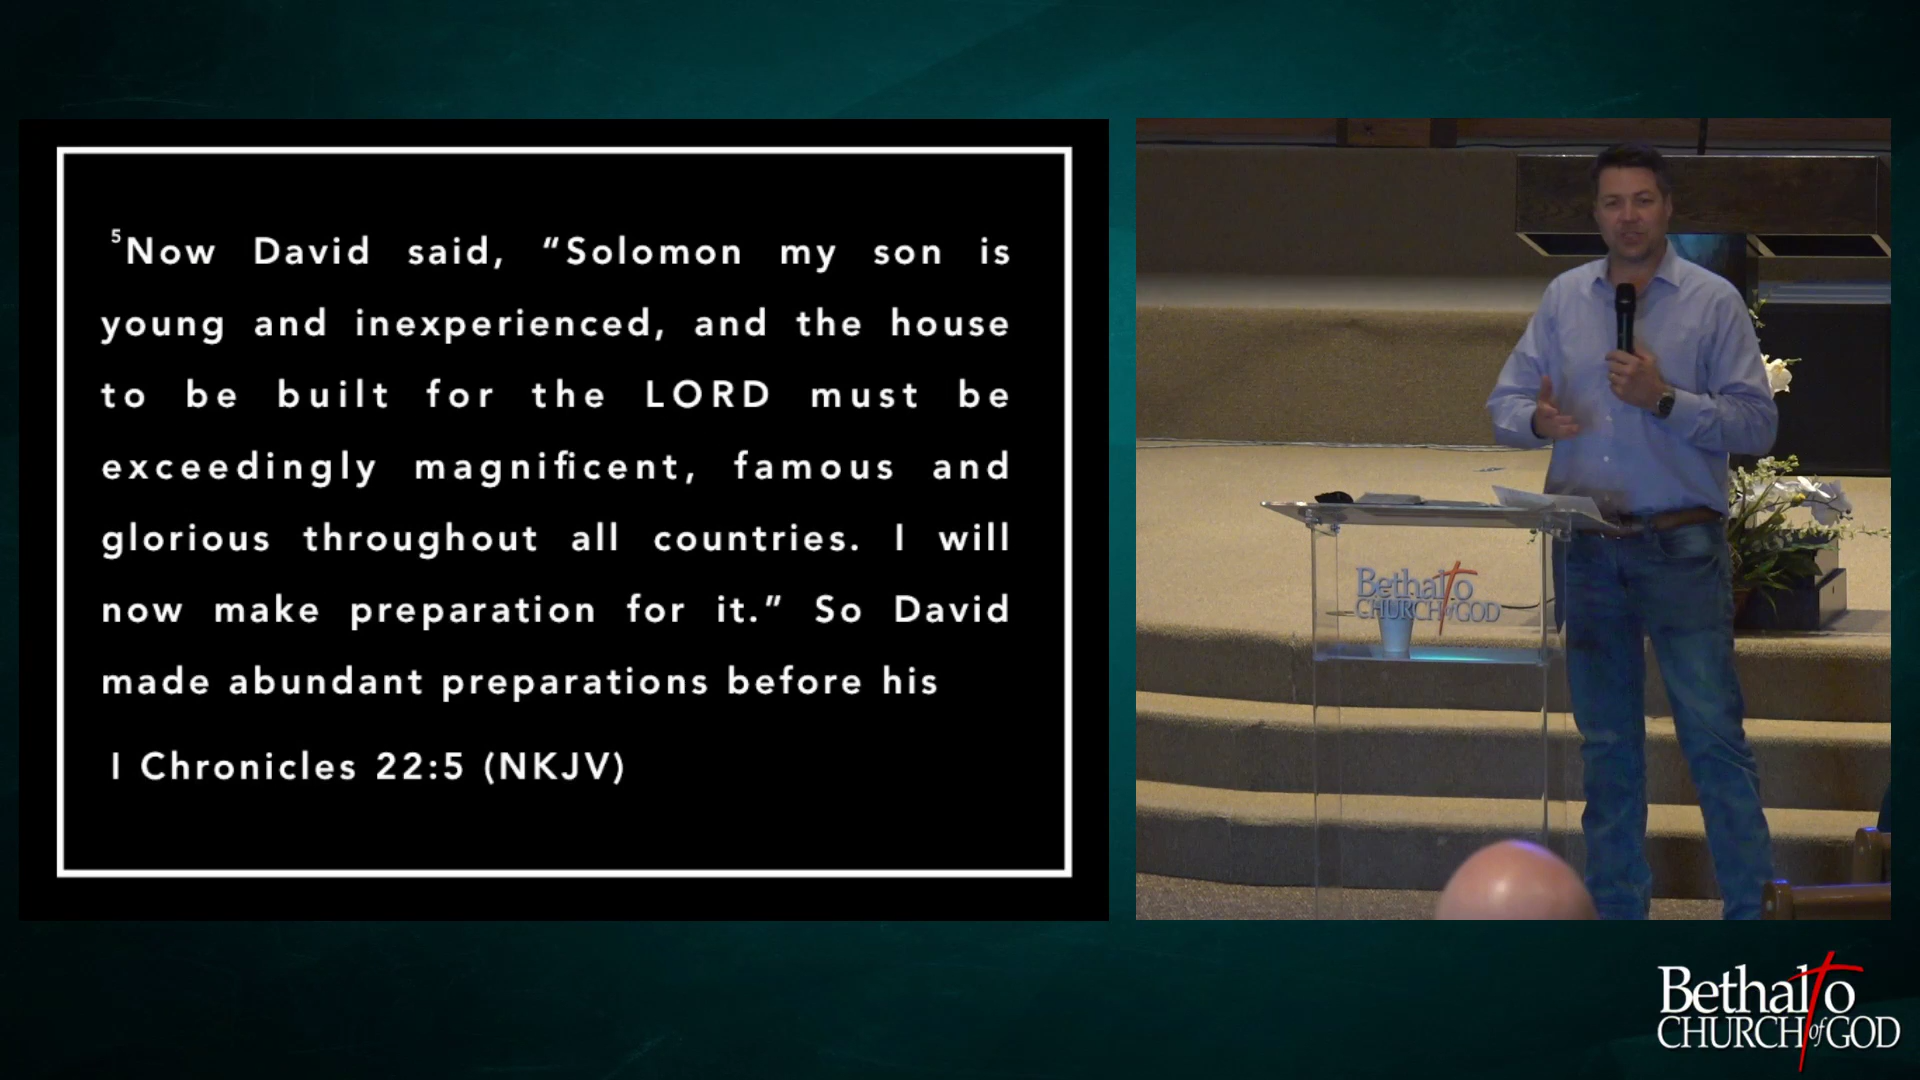 ⁵Now David said, “Solomon my son is
young and inexperienced, and the house
to be built for the LORD must be
exceedingly magnificent, famous and
glorious throughout all countries. I will
now make preparation for it.” So David
made abundant preparations before his
I Chronicles 22:5 (NKJV)
Bethalto
CHURCH of GOD
Bethalto
CHURCH of GOD